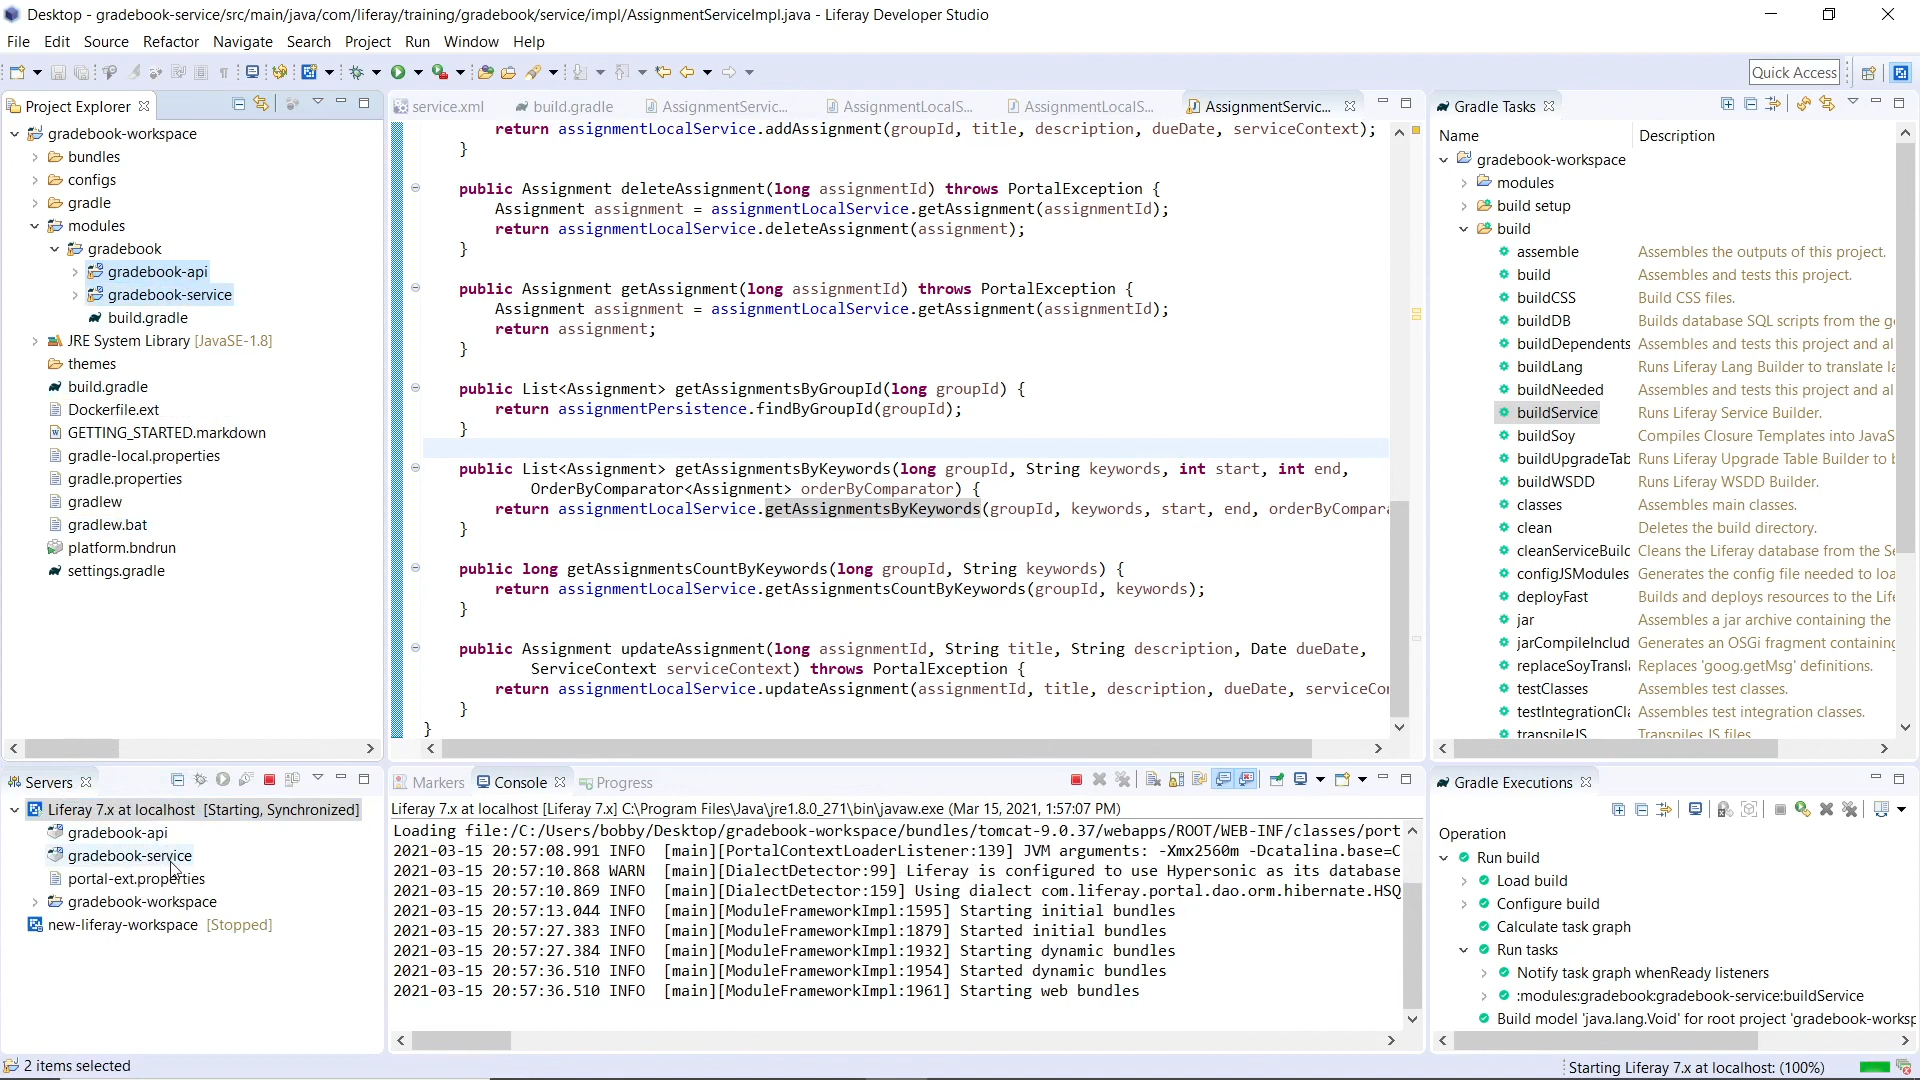 Desktop - gradebook-service/src/main/java/com/liferay/training/gradebook/service/impl/AssignmentServiceImpl.java - Liferay Developer Studio
File Edit Source Refactor Navigate Search Project Run Window Help
Quick Access
Project Explorer
gradebook-workspace
bundles
configs
gradle
modules
gradebook
gradebook-api
gradebook-service
build.gradle
JRE System Library [JavaSE-1.8]
themes
build.gradle
Dockerfile.ext
GETTING_STARTED.markdown
gradle-local.properties
gradle.properties
gradlew
gradlew.bat
platform.bndrun
settings.gradle
service.xml build.gradle AssignmentServic... AssignmentLocalS... AssignmentLocalS... AssignmentServic...
return assignmentLocalService.addAssignment(groupId, title, description, dueDate, serviceContext);
}
public Assignment deleteAssignment(long assignmentId) throws PortalException {
Assignment assignment = assignmentLocalService.getAssignment(assignmentId);
return assignmentLocalService.deleteAssignment(assignment);
}
public Assignment getAssignment(long assignmentId) throws PortalException {
Assignment assignment = assignmentLocalService.getAssignment(assignmentId);
return assignment;
}
public List<Assignment> getAssignmentsByGroupId(long groupId) {
return assignmentPersistence.findByGroupId(groupId);
}
public List<Assignment> getAssignmentsByKeywords(long groupId, String keywords, int start, int end,
OrderByComparator<Assignment> orderByComparator) {
return assignmentLocalService.getAssignmentsByKeywords(groupId, keywords, start, end, orderByCompara
}
public long getAssignmentsCountByKeywords(long groupId, String keywords) {
return assignmentLocalService.getAssignmentsCountByKeywords(groupId, keywords);
}
public Assignment updateAssignment(long assignmentId, String title, String description, Date dueDate,
ServiceContext serviceContext) throws PortalException {
return assignmentLocalService.updateAssignment(assignmentId, title, description, dueDate, serviceCo
}
}
Gradle Tasks
Name Description
gradebook-workspace
modules
build setup
build
assemble Assembles the outputs of this project.
build Assembles and tests this project.
buildCSS Build CSS files.
buildDB Builds database SQL scripts from the g
buildDependents Assembles and tests this project and al
buildLang Runs Liferay Lang Builder to translate la
buildNeeded Assembles and tests this project and al
buildService Runs Liferay Service Builder.
buildSoy Compiles Closure Templates into JavaS
buildUpgradeTab Runs Liferay Upgrade Table Builder to b
buildWSDD Runs Liferay WSDD Builder.
classes Assembles main classes.
clean Deletes the build directory.
cleanServiceBuilc Cleans the Liferay database from the Se
configJSModules Generates the config file needed to loa
deployFast Builds and deploys resources to the Life
jar Assembles a jar archive containing the
jarCompileInclud Generates an OSGi fragment containing
replaceSoyTransl Replaces 'goog.getMsg' definitions.
testClasses Assembles test classes.
testIntegrationCla Assembles test integration classes.
transpileJS Transpiles JS files.
Servers
Liferay 7.x at localhost [Starting, Synchronized]
gradebook-api
gradebook-service
portal-ext.properties
gradebook-workspace
new-liferay-workspace [Stopped]
Markers Console Progress
Liferay 7.x at localhost [Liferay 7.x] C:\Program Files\Java\jre1.8.0_271\bin\javaw.exe (Mar 15, 2021, 1:57:07 PM)
Loading file:/C:/Users/bobby/Desktop/gradebook-workspace/bundles/tomcat-9.0.37/webapps/ROOT/WEB-INF/classes/port
2021-03-15 20:57:08.991 INFO [main][PortalContextLoaderListener:139] JVM arguments: -Xmx2560m -Dcatalina.base=C
2021-03-15 20:57:10.868 WARN [main][DialectDetector:99] Liferay is configured to use Hypersonic as its database
2021-03-15 20:57:10.869 INFO [main][DialectDetector:159] Using dialect com.liferay.portal.dao.orm.hibernate.HSQ
2021-03-15 20:57:13.044 INFO [main][ModuleFrameworkImpl:1595] Starting initial bundles
2021-03-15 20:57:27.383 INFO [main][ModuleFrameworkImpl:1879] Started initial bundles
2021-03-15 20:57:27.384 INFO [main][ModuleFrameworkImpl:1932] Starting dynamic bundles
2021-03-15 20:57:36.510 INFO [main][ModuleFrameworkImpl:1954] Started dynamic bundles
2021-03-15 20:57:36.510 INFO [main][ModuleFrameworkImpl:1961] Starting web bundles
Gradle Executions
Operation
Run build
Load build
Configure build
Calculate task graph
Run tasks
Notify task graph whenReady listeners
:modules:gradebook:gradebook-service:buildService
Build model 'java.lang.Void' for root project 'gradebook-worksp
2 items selected
Starting Liferay 7.x at localhost: (100%)